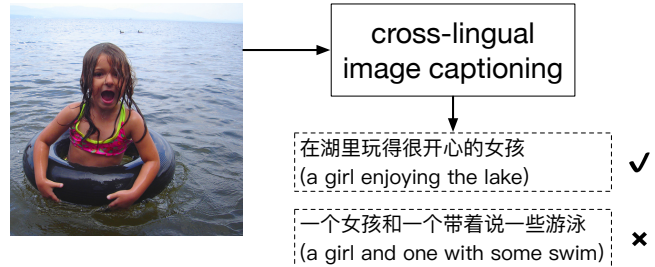 cross-lingual
image captioning
在湖里玩得很开心的女孩
(a girl enjoying the lake)
一个女孩和一个带着说一些游泳
(a girl and one with some swim)